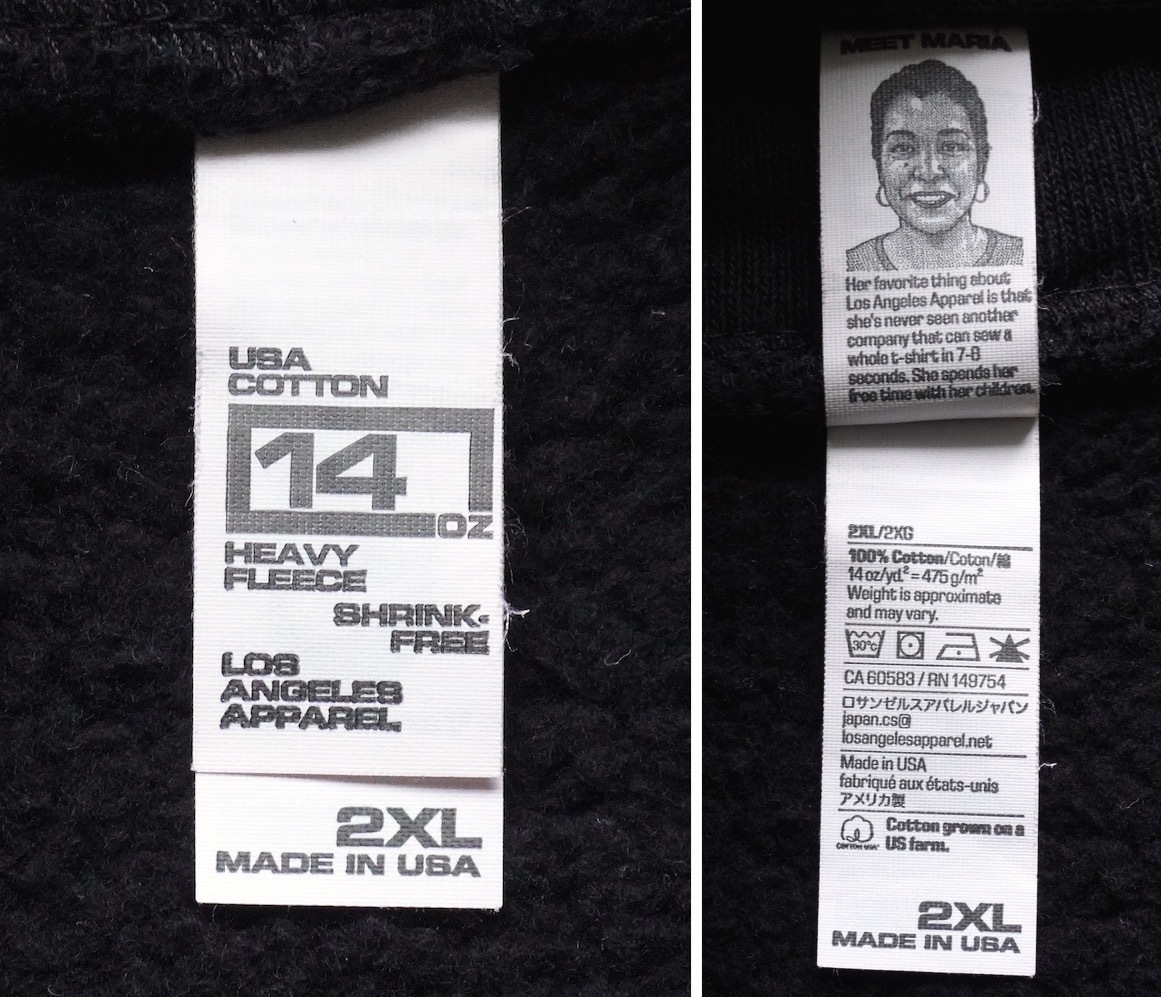 USA
COTTON
14
OZ
HEAVY
FLEECE
SHRINK-
FREE
LOS
ANGELES
APPAREL
2XL
MADE IN USA
MEET MARIA
Her favorite thing about
Los Angeles Apparel is that
she's never seen another
company that can sew a
whole t-shirt in 7-8
seconds. She spends her
free time with her children.
2XL/2XG
100% Cotton/Coton/綿
14 oz/yd.² = 475 g/m²
Weight is approximate
and may vary.
30°C
CA 60583 / RN 149754
ロサンゼルスアパレルジャパン
japan.cs@
losangelesapparel.net
Made in USA
fabriqué aux états-unis
アメリカ製
COTTON USA
Cotton grown on a
US farm.
2XL
MADE IN USA